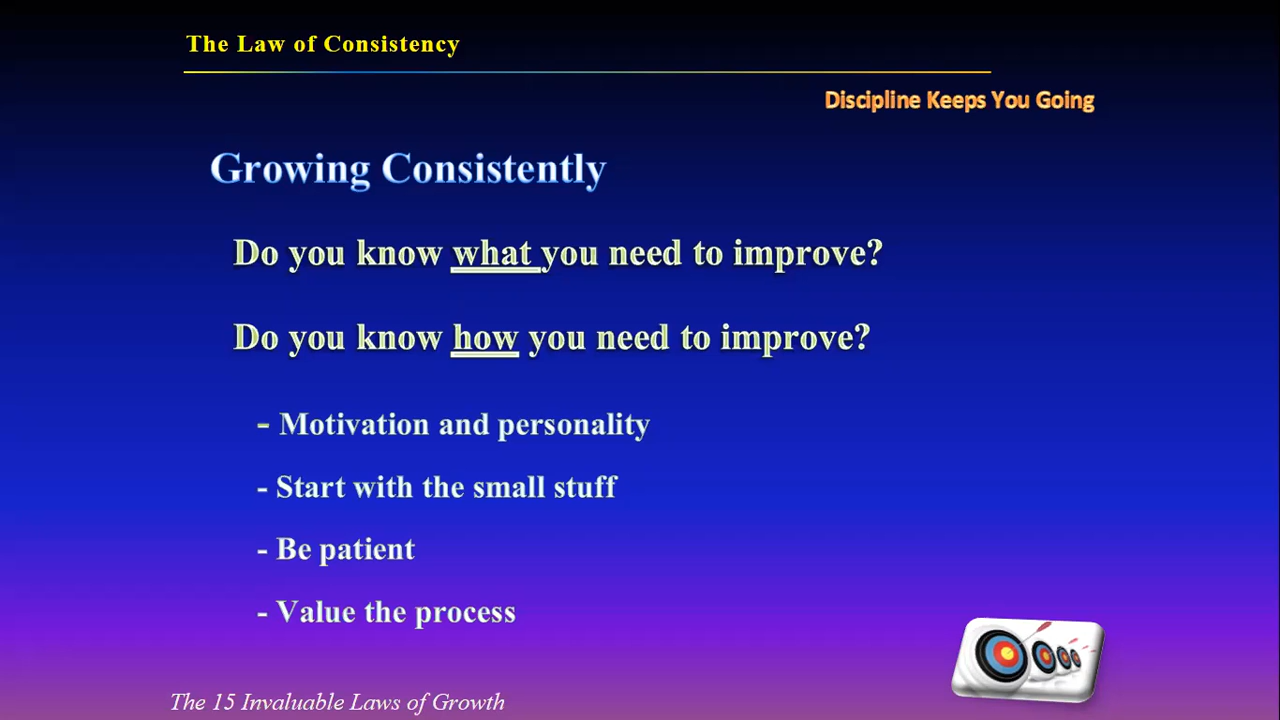 The Law of Consistency
Discipline Keeps You Going
Growing Consistently
Do you know what you need to improve?
Do you know how you need to improve?
- Motivation and personality
- Start with the small stuff
- Be patient
- Value the process
The 15 Invaluable Laws of Growth